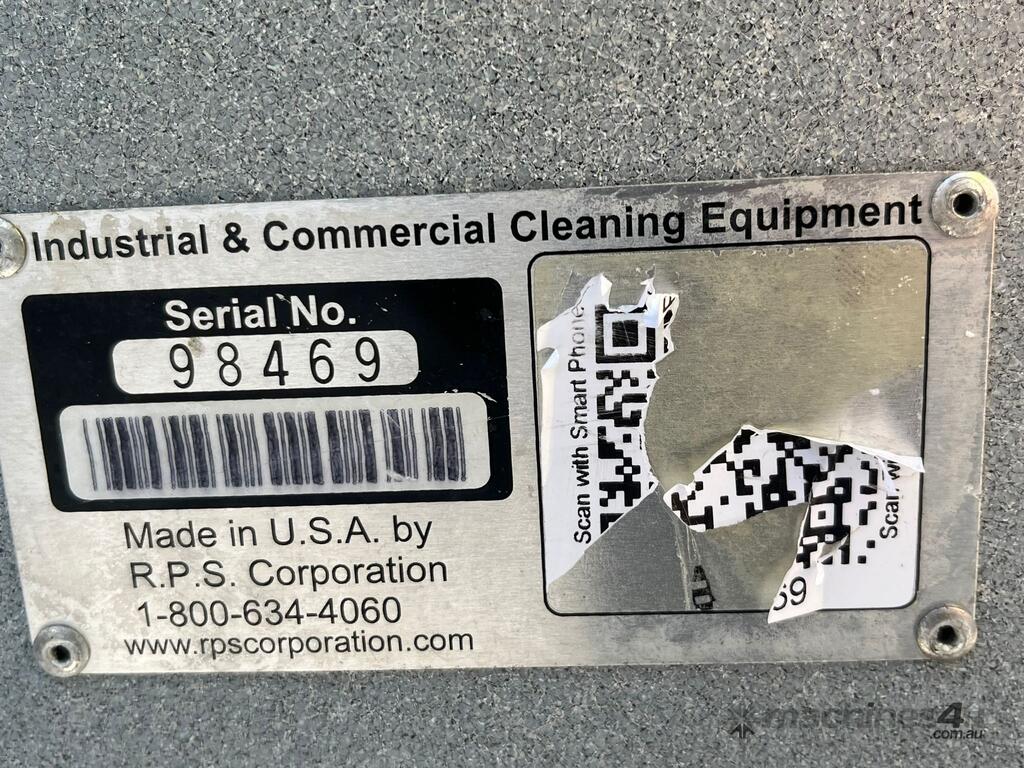 Industrial & Commercial Cleaning Equipment
Serial No.
98469
Made in U.S.A. by
R.P.S. Corporation
1-800-634-4060
www.rpscorporation.com
Scan with Smart Phone
Scan
69
machines4u
.com.au